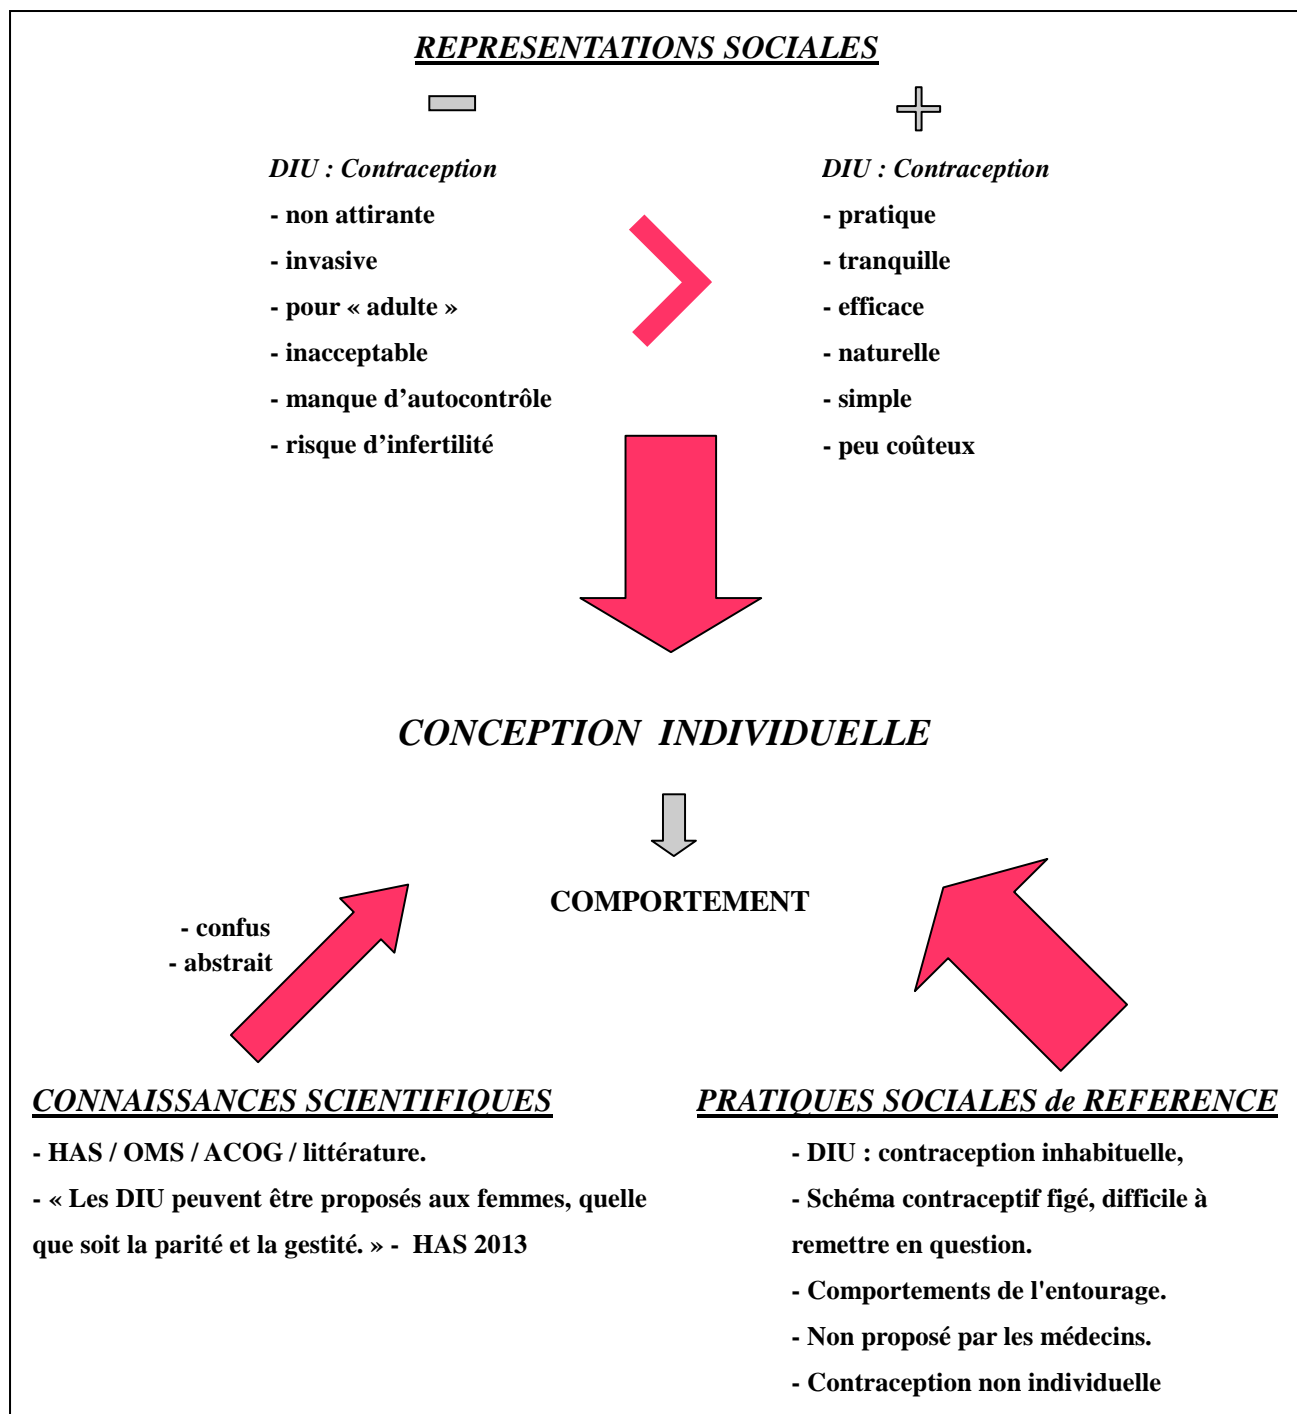 REPRESENTATIONS SOCIALES
DIU : Contraception
- non attirante
- invasive
- pour « adulte »
- inacceptable
- manque d’autocontrôle
- risque d’infertilité
DIU : Contraception
- pratique
- tranquille
- efficace
- naturelle
- simple
- peu coûteux
CONCEPTION INDIVIDUELLE
COMPORTEMENT
- confus
- abstrait
CONNAISSANCES SCIENTIFIQUES
- HAS / OMS / ACOG / littérature.
- « Les DIU peuvent être proposés aux femmes, quelle
que soit la parité et la gestité. » - HAS 2013
PRATIQUES SOCIALES de REFERENCE
- DIU : contraception inhabituelle,
- Schéma contraceptif figé, difficile à
remettre en question.
- Comportements de l'entourage.
- Non proposé par les médecins.
- Contraception non individuelle